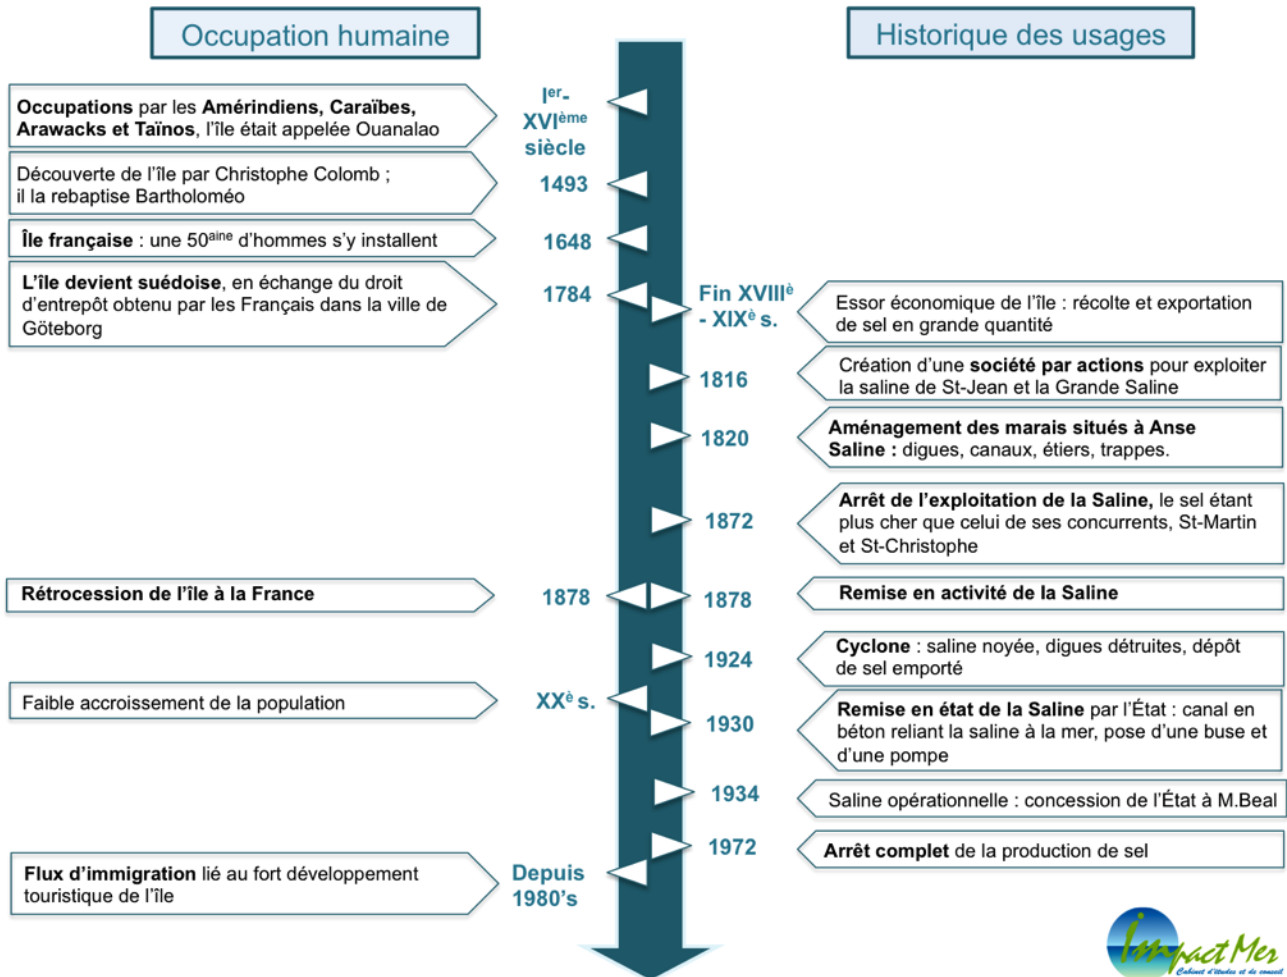 Occupation humaine
Historique des usages
Occupations par les Amérindiens, Caraïbes,
Arawacks et Taïnos, l'île était appelée Ouanalao
Ier-
XVIème
siècle
Découverte de l'île par Christophe Colomb ;
il la rebaptise Bartholoméo
1493
Île française : une 50aine d'hommes s'y installent
1648
L'île devient suédoise, en échange du droit
d'entrepôt obtenu par les Français dans la ville de
Göteborg
1784
Fin XVIIIè
- XIXè s.
Essor économique de l'île : récolte et exportation
de sel en grande quantité
1816
Création d'une société par actions pour exploiter
la saline de St-Jean et la Grande Saline
1820
Aménagement des marais situés à Anse
Saline : digues, canaux, étiers, trappes.
1872
Arrêt de l'exploitation de la Saline, le sel étant
plus cher que celui de ses concurrents, St-Martin
et St-Christophe
Rétrocession de l'île à la France
1878
1878
Remise en activité de la Saline
1924
Cyclone : saline noyée, digues détruites, dépôt
de sel emporté
Faible accroissement de la population
XXè s.
1930
Remise en état de la Saline par l'État : canal en
béton reliant la saline à la mer, pose d'une buse et
d'une pompe
1934
Saline opérationnelle : concession de l'État à M.Beal
1972
Arrêt complet de la production de sel
Flux d'immigration lié au fort développement
touristique de l'île
Depuis
1980's
Impact Mer
Cabinet d'études et de conseil